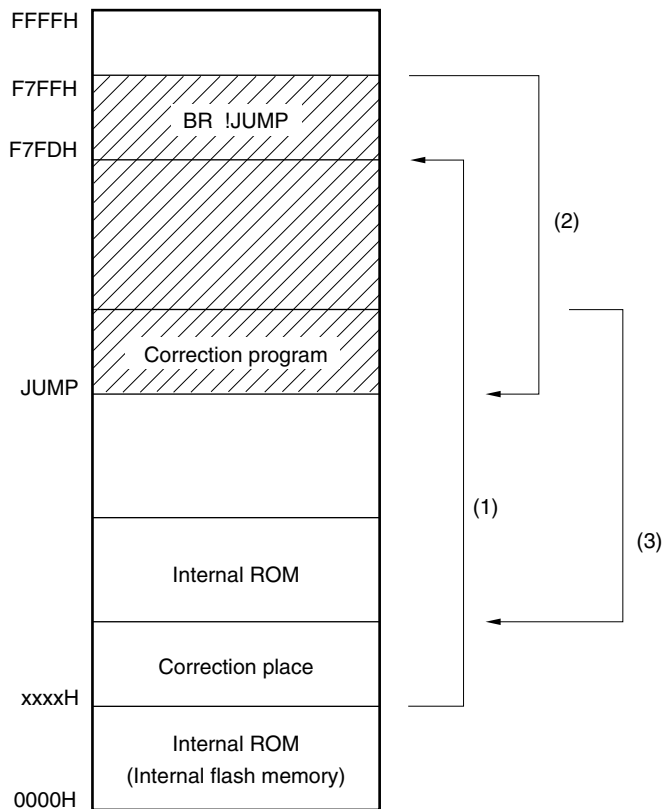 FFFFH
F7FFH
BR !JUMP
F7FDH
(2)
Correction program
JUMP
(1)
(3)
Internal ROM
Correction place
xxxxH
Internal ROM
(Internal flash memory)
0000H